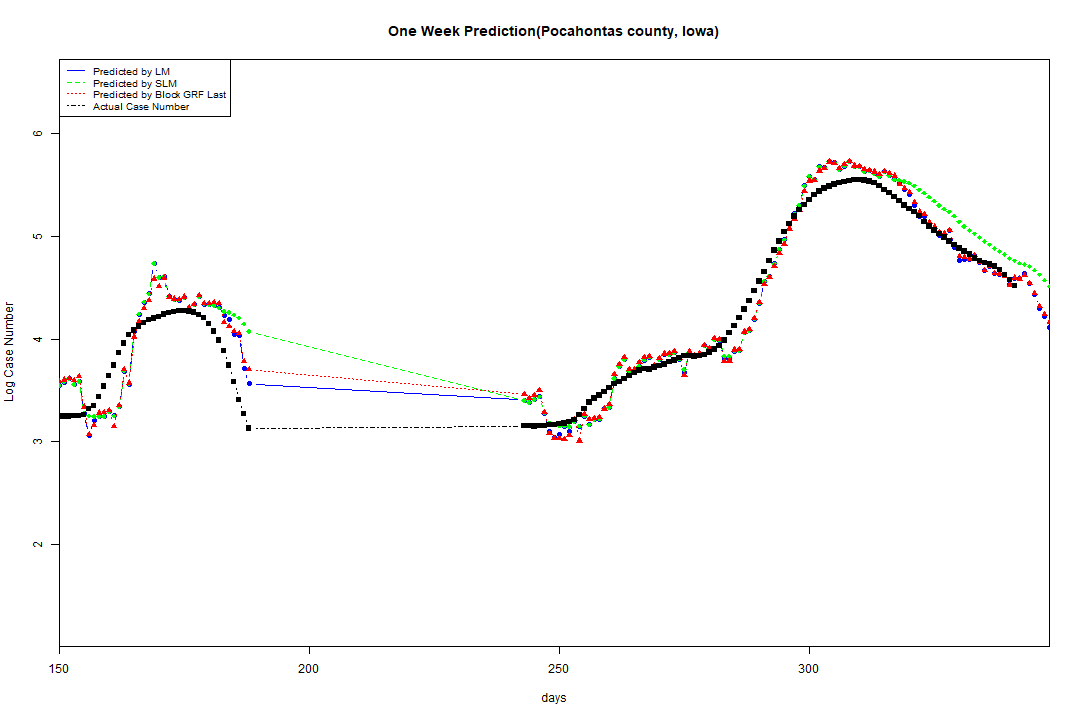 One Week Prediction(Pocahontas county, Iowa)
Predicted by LM
Predicted by SLM
Predicted by Block GRF Last
Actual Case Number
6
5
4
3
2
Log Case Number
150
200
250
300
days